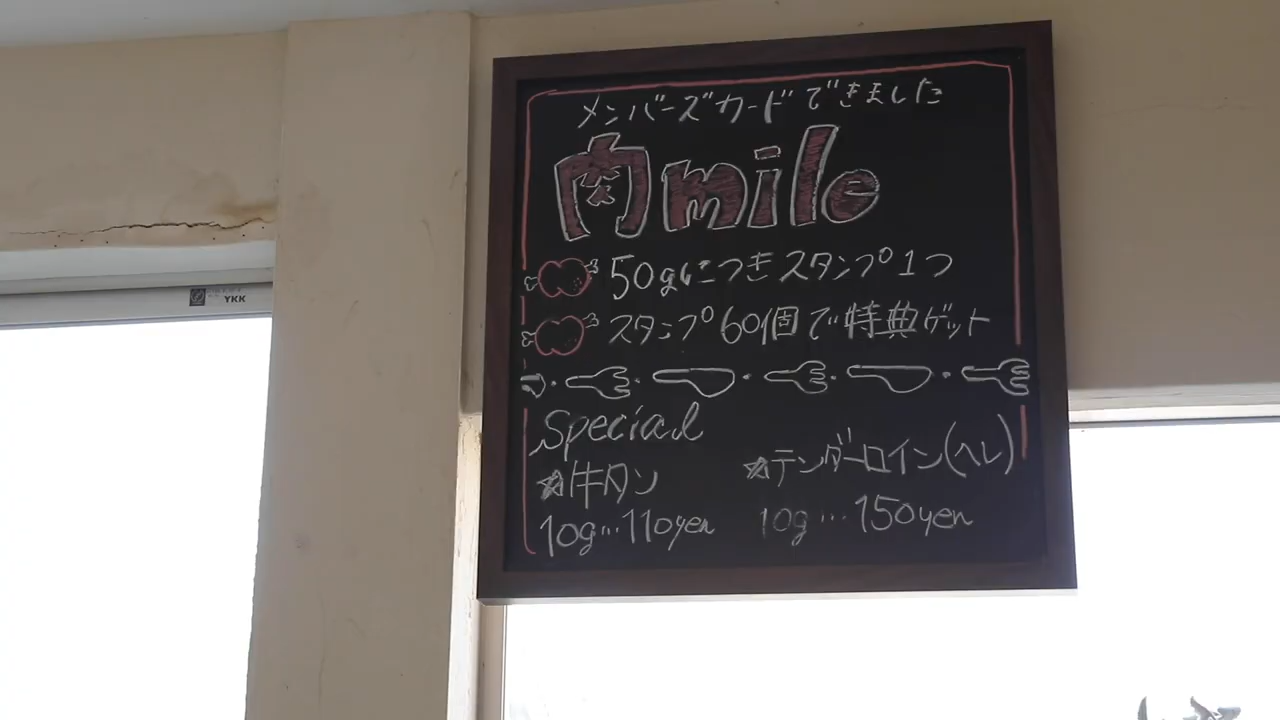 メンバーズカードできました
肉mile
50gにつきスタンプ1つ
スタンプ60個で特典ゲット
Special
☆牛タン
10g…110yen
☆テンダーロイン(ヘレ)
10g…150yen
YKK